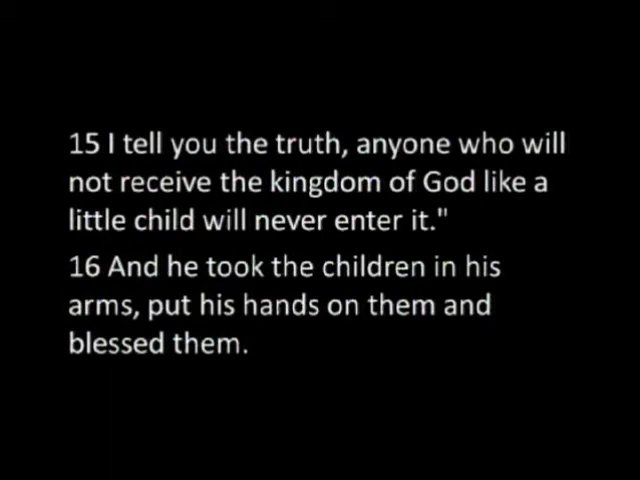 15 I tell you the truth, anyone who will
not receive the kingdom of God like a
little child will never enter it."
16 And he took the children in his
arms, put his hands on them and
blessed them.